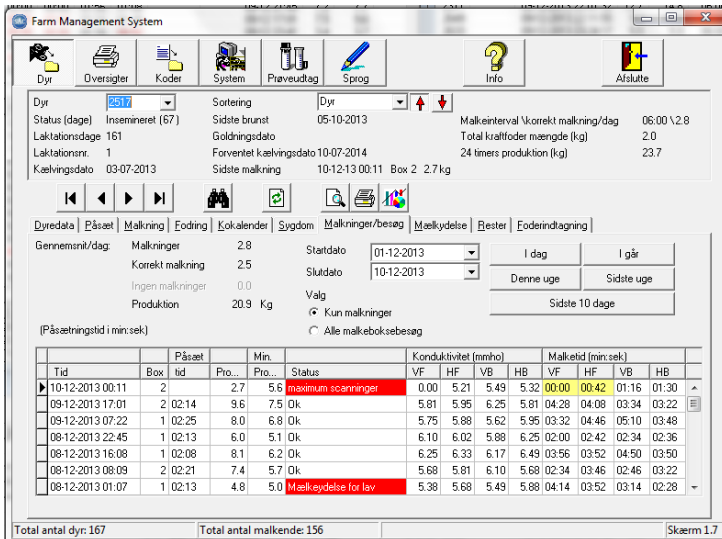 Farm Management System
Dyr Oversigter Koder System Prøveudtag Sprog Info Afslutte
Dyr 2517 Sortering Dyr
Status (dage) Insemineret (67) Sidste brunst 05-10-2013 Malkeinterval \korrekt malkning/dag 06:00 \2.8
Laktationsdage 161 Goldningsdato Total kraftfoder mængde (kg) 2.0
Laktationsnr. 1 Forventet kælvingsdato 10-07-2014 24 timers produktion (kg) 23.7
Kælvingsdato 03-07-2013 Sidste malkning 10-12-13 00:11 Box 2 2.7 kg
Dyredata Påsæt Malkning Fodring Kokalender Sygdom Malkninger/besøg Mælkydelse Rester Foderindtagning
Gennemsnit/dag: Malkninger 2.8 Startdato 01-12-2013 I dag I går
Korrekt malkning 2.5 Slutdato 10-12-2013 Denne uge Sidste uge
Ingen malkninger 0.0 Valg Sidste 10 dage
Produktion 20.9 Kg Kun malkninger
(Påsætningstid i min:sek) Alle malkeboksebesøg
Påsæt Min. Konduktivitet (mmho) Malketid (min:sek)
Tid Box tid Pro... Pro... Status VF HF VB HB VF HF VB HB
10-12-2013 00:11 2 2.7 5.6 maximum scanninger 0.00 5.21 5.49 5.32 00:00 00:42 01:16 01:30
09-12-2013 17:01 2 02:14 9.6 7.5 Ok 5.81 5.95 6.25 5.81 04:28 04:08 03:34 03:22
09-12-2013 07:22 1 02:25 8.0 6.8 Ok 5.75 5.88 5.62 5.95 03:32 04:46 05:10 03:48
08-12-2013 22:45 1 02:13 6.0 5.1 Ok 6.10 6.02 5.88 6.25 02:00 02:42 02:34 02:36
08-12-2013 16:08 1 02:08 8.1 6.2 Ok 6.25 6.33 6.17 6.49 03:56 03:52 04:50 03:50
08-12-2013 08:09 2 02:21 7.4 5.7 Ok 5.68 5.81 6.10 5.68 02:34 03:46 02:46 03:22
08-12-2013 01:07 1 02:13 4.8 5.0 Mælkeydelse for lav 5.38 5.68 5.49 5.88 04:14 03:52 03:14 02:28
Total antal dyr: 167 Total antal malkende: 156 Skærm 1.7